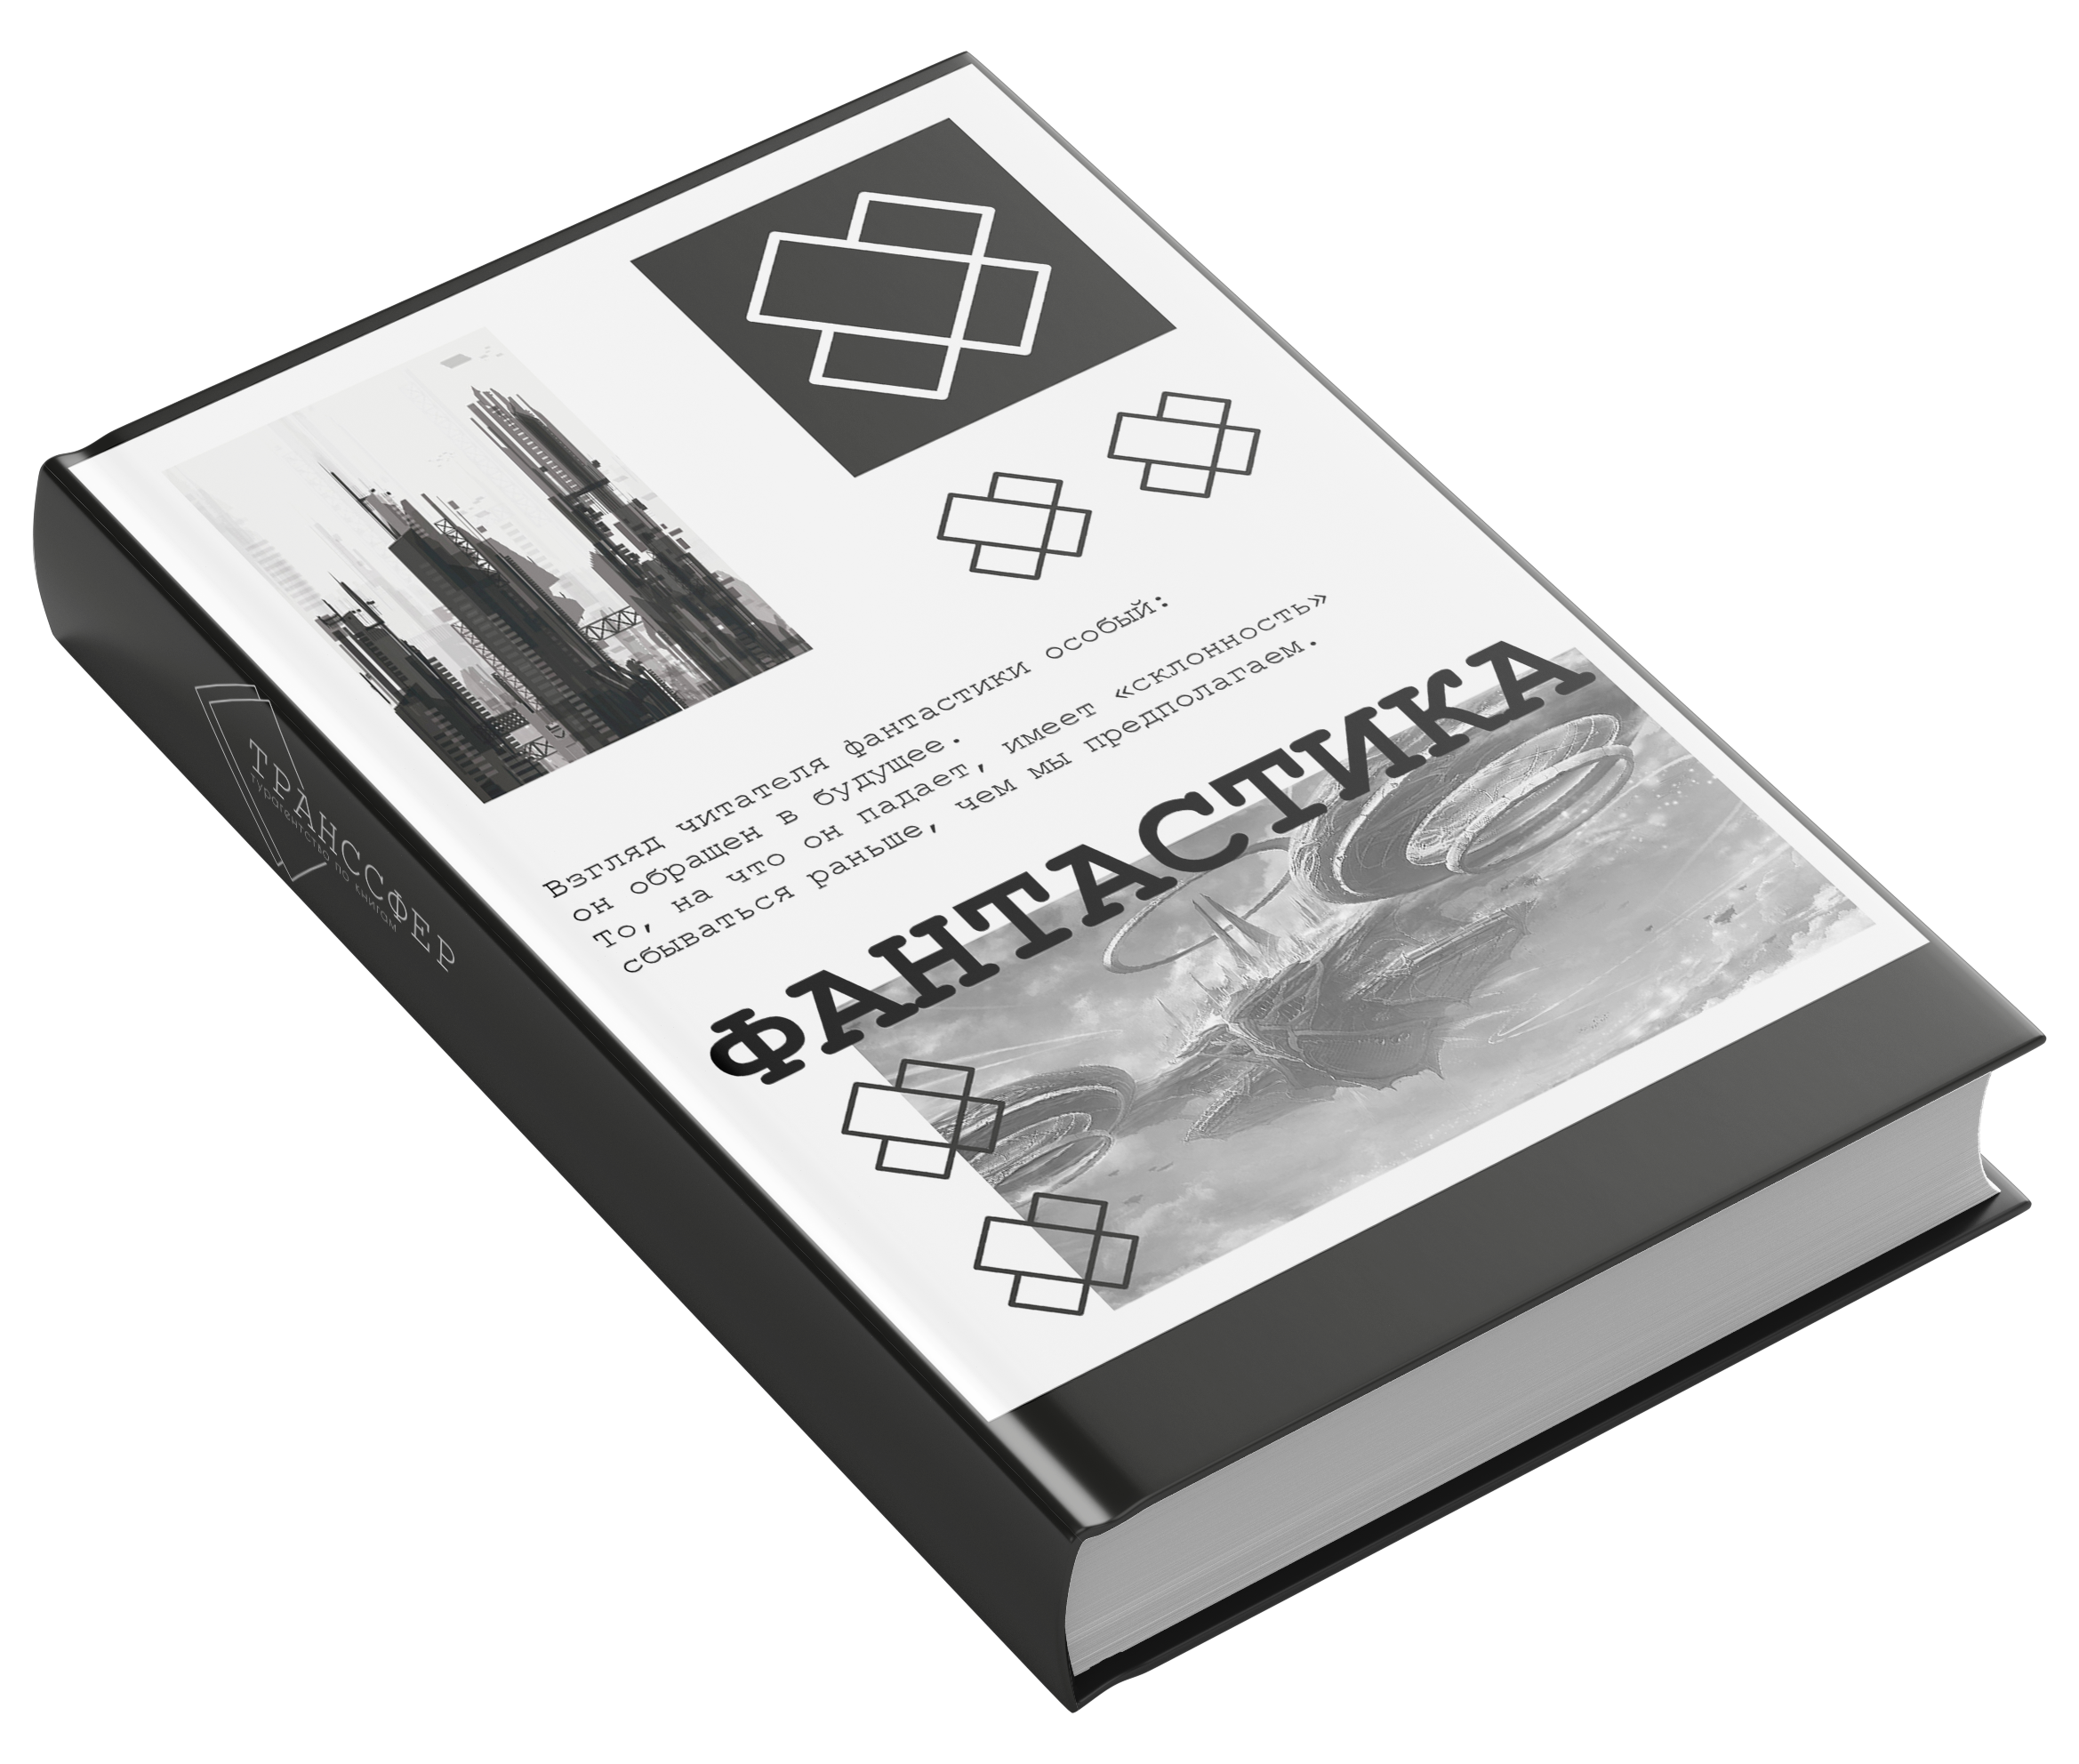 Взгляд читателя фантастики особый:
он обращен в будущее.
То, на что он падает, имеет «склонность»
сбываться раньше, чем мы предполагаем.
ФАНТАСТИКА
ТРАНССФЕР
турагентство по книгам